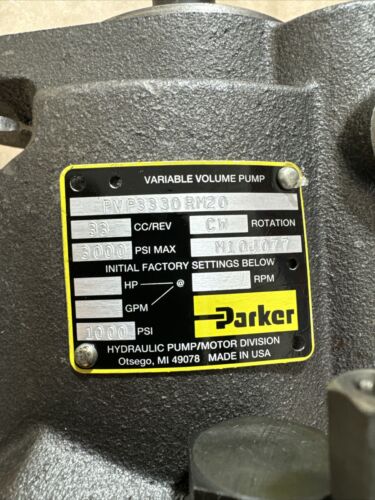 VARIABLE VOLUME PUMP
PVP3330RM20
33 CC/REV CW ROTATION
3000 PSI MAX M10J077
INITIAL FACTORY SETTINGS BELOW
HP @ RPM
GPM
1000 PSI
Parker
HYDRAULIC PUMP/MOTOR DIVISION
Otsego, MI 49078 MADE IN USA